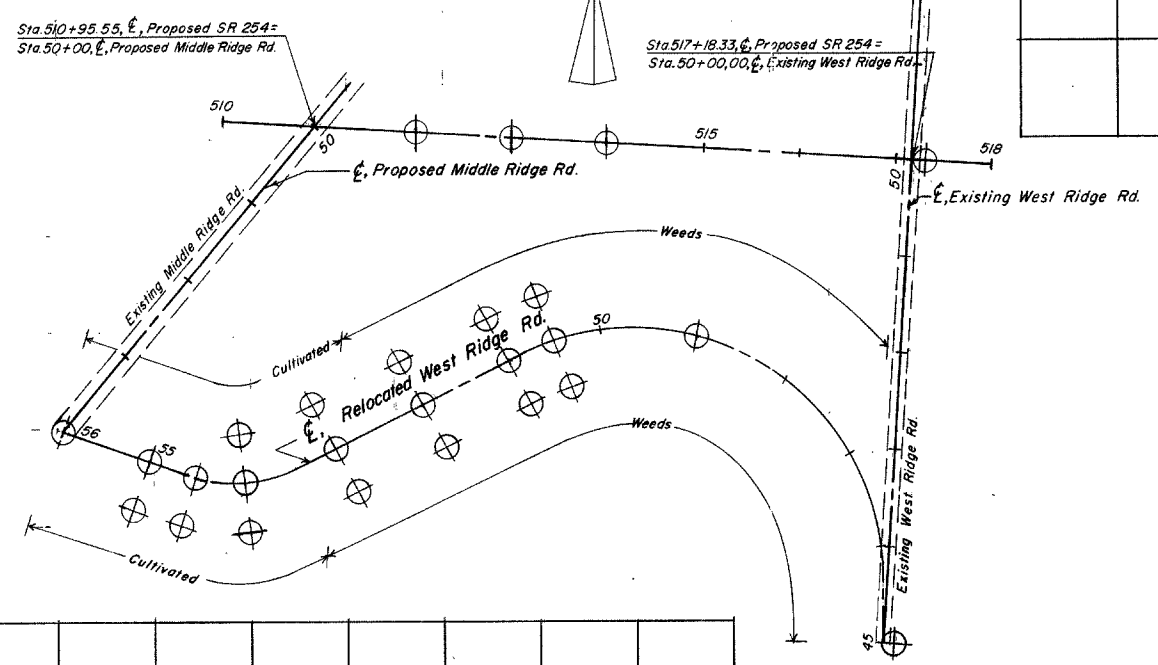 Sta.510+95.55, ℄, Proposed SR 254=
Sta.50+00,℄,Proposed Middle Ridge Rd.
Sta.517+18.33,℄,Proposed SR 254=
Sta.50+00,00,℄,Existing West Ridge Rd.
510
50
515
518
℄, Proposed Middle Ridge Rd.
50
℄,Existing West Ridge Rd.
Existing Middle Ridge Rd.
Weeds
Cultivated
℄, Relocated West Ridge Rd.
50
Weeds
56
55
Existing West Ridge Rd.
Cultivated
45